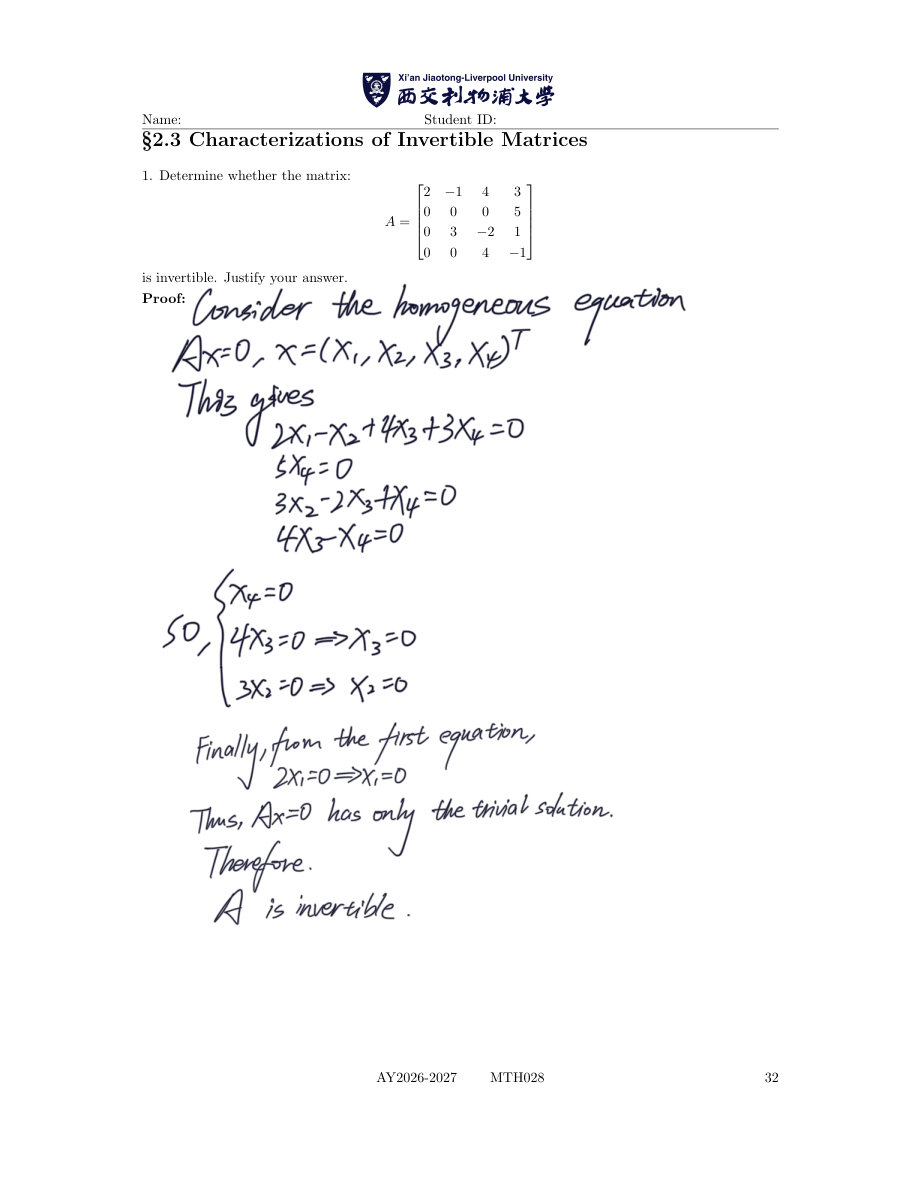 Xi'an Jiaotong-Liverpool University
西交利物浦大學
Name: Student ID:
§2.3 Characterizations of Invertible Matrices
1. Determine whether the matrix:
A = [2 −1 4 3
0 0 0 5
0 3 −2 1
0 0 4 −1]
is invertible. Justify your answer.
Proof: Consider the homogeneous equation
Ax=0, x=(x₁, x₂, x₃, x₄)ᵀ
This gives
2x₁-x₂+4x₃+3x₄=0
5x₄=0
3x₂-2x₃+x₄=0
4x₃-x₄=0
x₄=0
So, { 4x₃=0 ⟹ x₃=0
3x₂=0 ⟹ x₂=0
Finally, from the first equation,
2x₁=0 ⟹ x₁=0
Thus, Ax=0 has only the trivial solution.
Therefore.
A is invertible.
AY2026-2027 MTH028 32